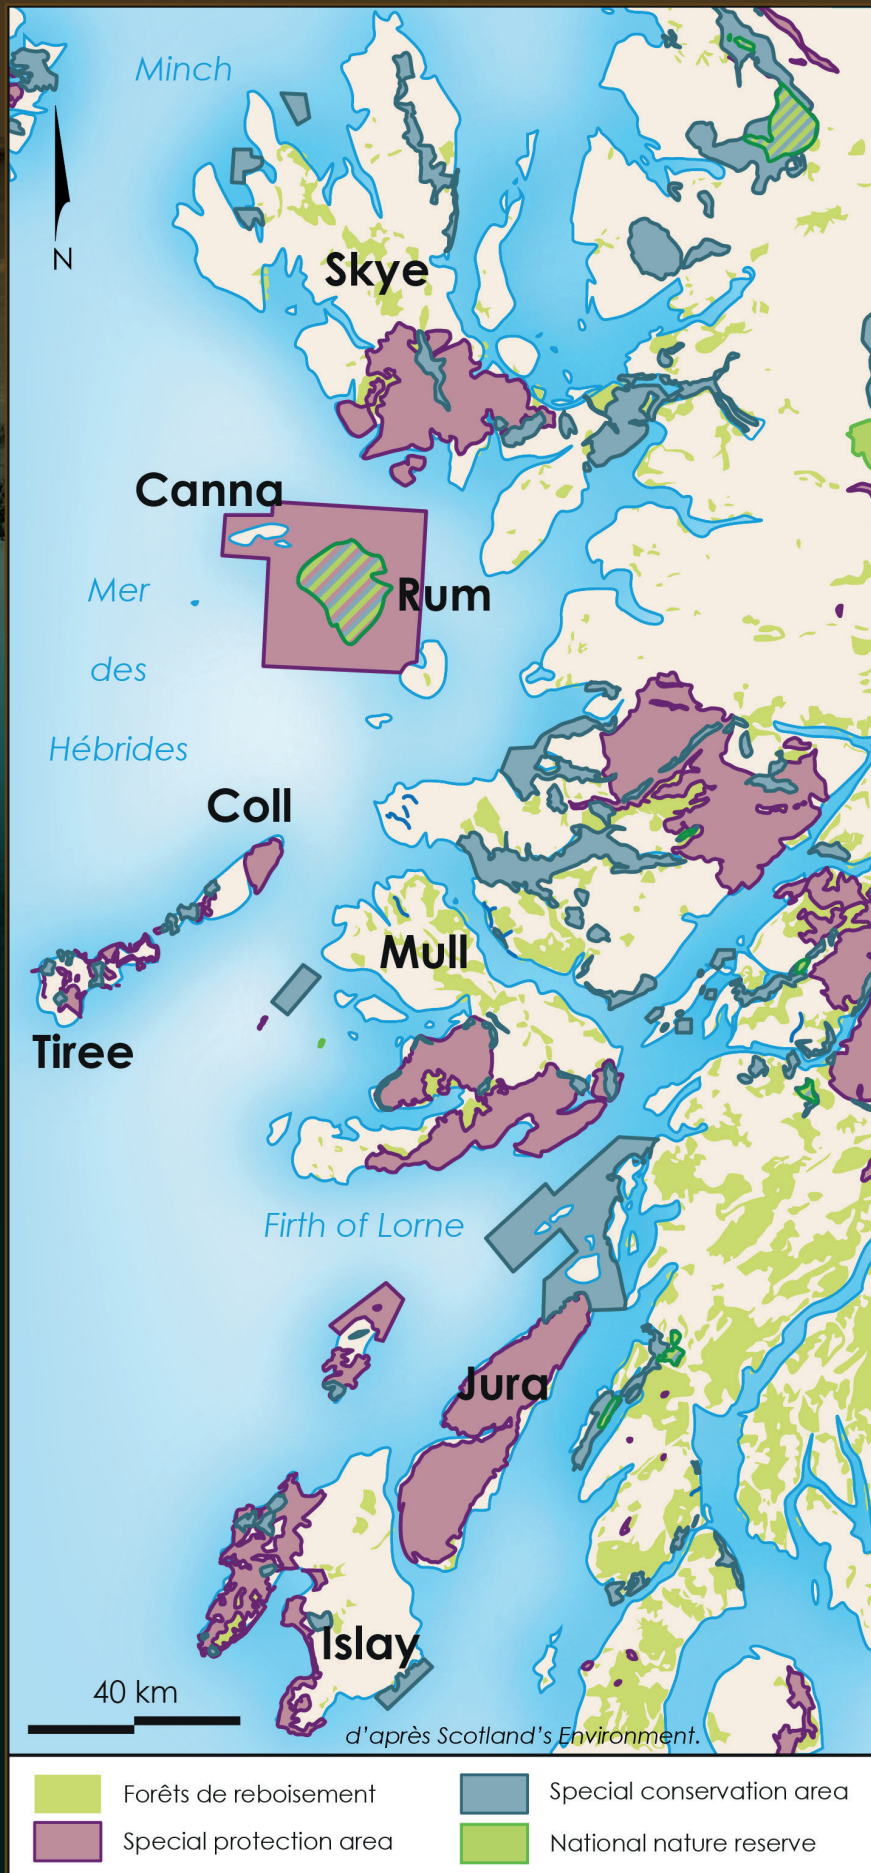 Minch
N
Skye
Canna
Rum
Mer
des
Hébrides
Coll
Mull
Tiree
Firth of Lorne
Jura
Islay
40 km
d'après Scotland's Environment.
Forêts de reboisement
Special conservation area
Special protection area
National nature reserve